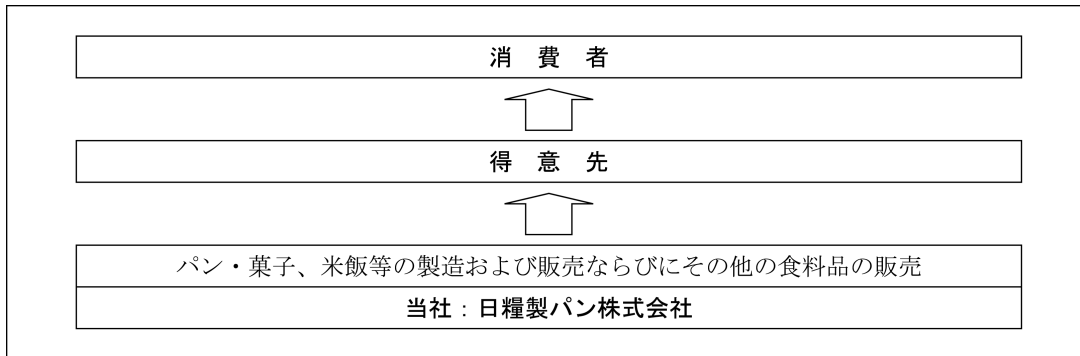 消費者
得意先
パン・菓子、米飯等の製造および販売ならびにその他の食料品の販売
当社：日糧製パン株式会社